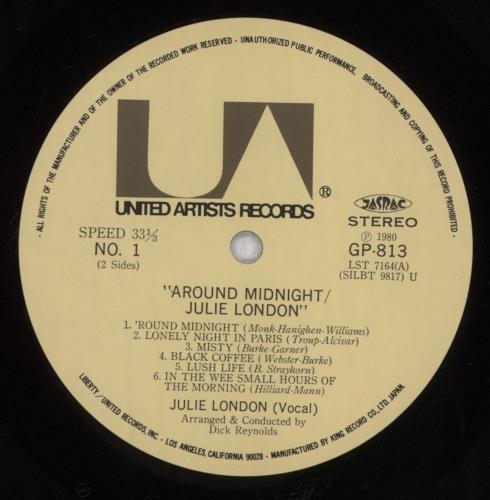 · ALL RIGHTS OF THE MANUFACTURER AND OF THE OWNER OF THE RECORDED WORK RESERVED · UNAUTHORIZED PUBLIC PERFORMANCE, BROADCASTING AND COPYING OF THIS RECORD PROHIBITED ·
UA ®
UNITED ARTISTS RECORDS
JASRAC
SPEED 33⅓
STEREO
NO. 1
Ⓟ 1980
(2 Sides)
GP-813
LST 7164(A)
(SILBT 9817) U
"AROUND MIDNIGHT/
JULIE LONDON"
1. 'ROUND MIDNIGHT (Monk-Hanighen-Williams)
2. LONELY NIGHT IN PARIS (Troup-Alcivar)
3. MISTY (Burke-Garner)
4. BLACK COFFEE (Webster-Burke)
5. LUSH LIFE (B. Strayhorn)
6. IN THE WEE SMALL HOURS OF
THE MORNING (Hilliard-Mann)
JULIE LONDON (Vocal)
Arranged & Conducted by
Dick Reynolds
LIBERTY/UNITED RECORDS, INC. · LOS ANGELES, CALIFORNIA 90028 · MANUFACTURED BY KING RECORD CO., LTD. JAPAN.